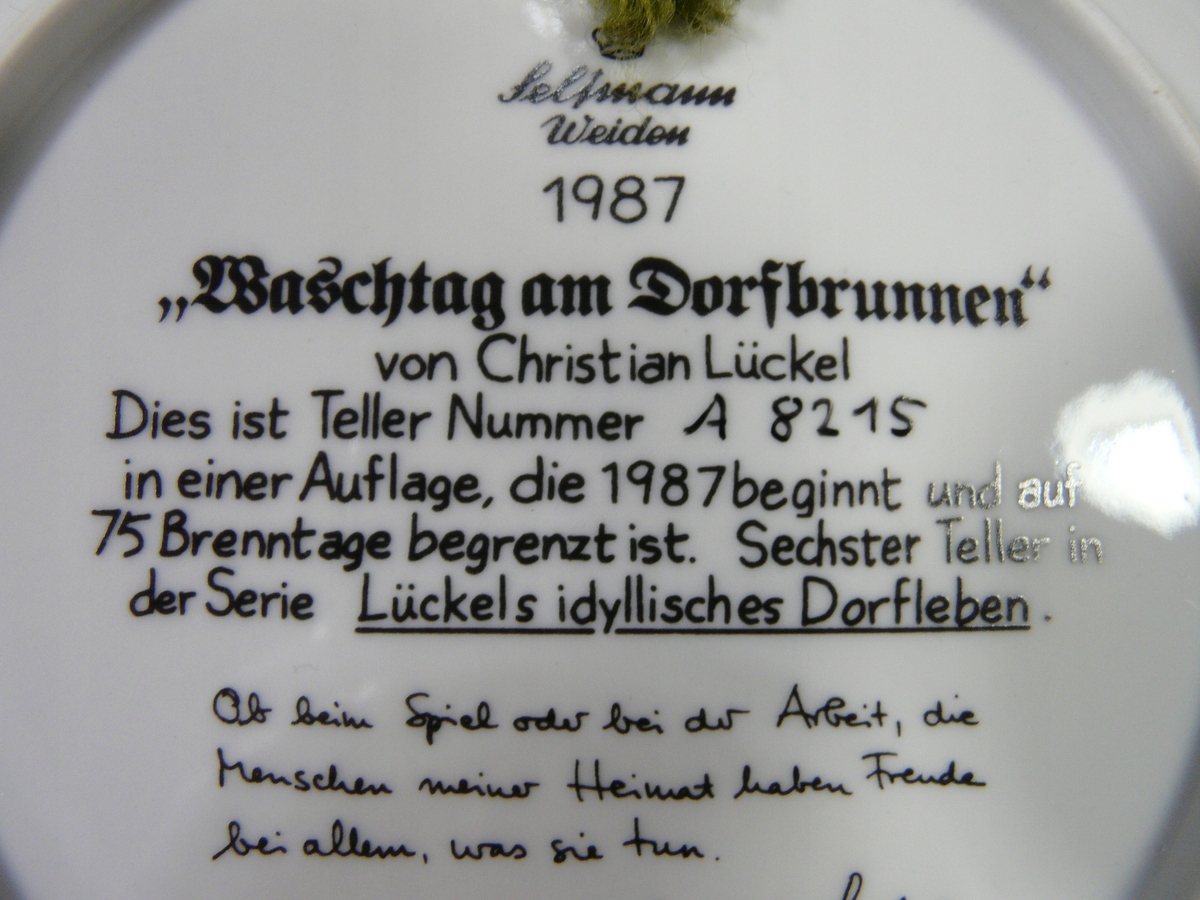 Seltmann
Weiden
1987
„Waschtag am Dorfbrunnen“
von Christian Lückel
Dies ist Teller Nummer A 8215
in einer Auflage, die 1987 beginnt und auf
75 Brenntage begrenzt ist. Sechster Teller in
der Serie Lückels idyllisches Dorfleben.
Ob beim Spiel oder bei der Arbeit, die
Menschen meiner Heimat haben Freude
bei allem, was sie tun.